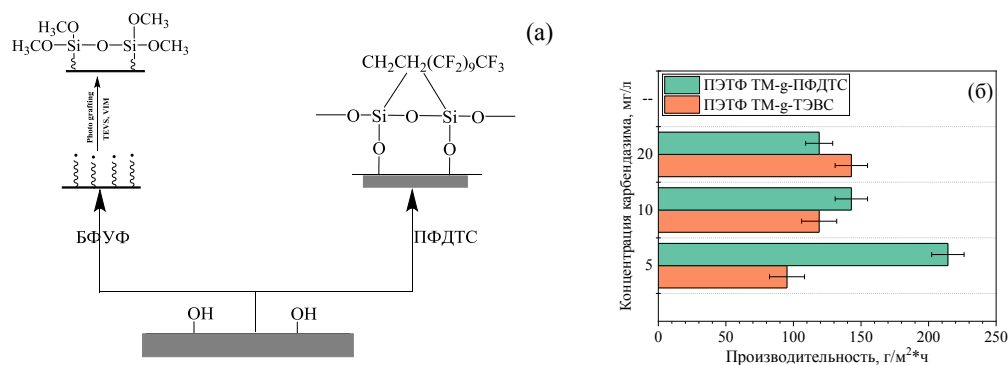 (а)
OCH₃
H₃CO
OCH₃
H₃CO Si O Si OCH₃
Photo grafting
TEVS, VIM
БФУФ
CH₂CH₂(CF₂)₉CF₃
O Si O Si O
O O
ПФДТС
OH OH
(б)
ПЭТФ ТМ-g-ПФДТС
ПЭТФ ТМ-g-ТЭВС
Концентрация карбендазима, мг/л
--
20
10
5
0 50 100 150 200 250
Производительность, г/м²*ч